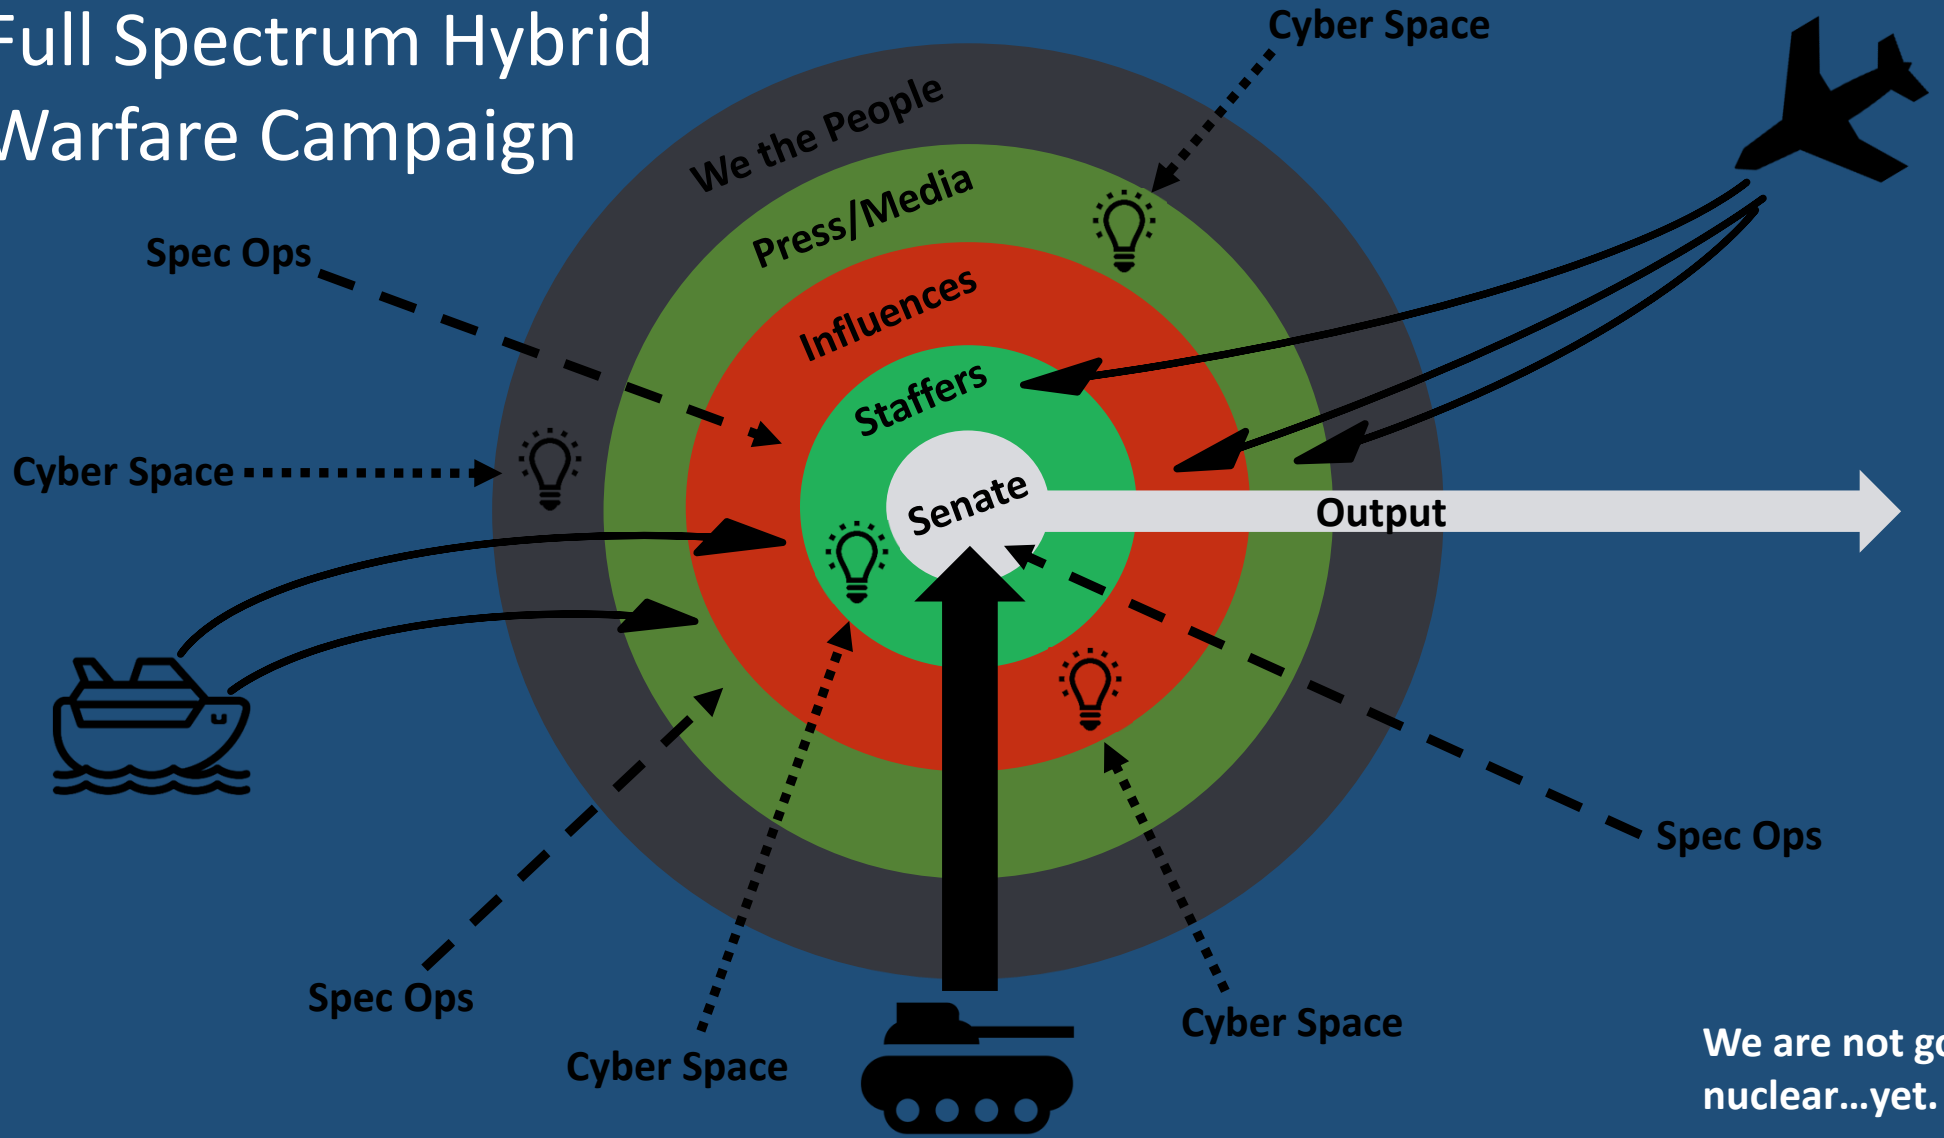 Full Spectrum Hybrid
Warfare Campaign
Cyber Space
We the People
Press/Media
Spec Ops
Influences
Staffers
Cyber Space
Senate
Output
Spec Ops
Spec Ops
Cyber Space
Cyber Space
We are not go
nuclear...yet.